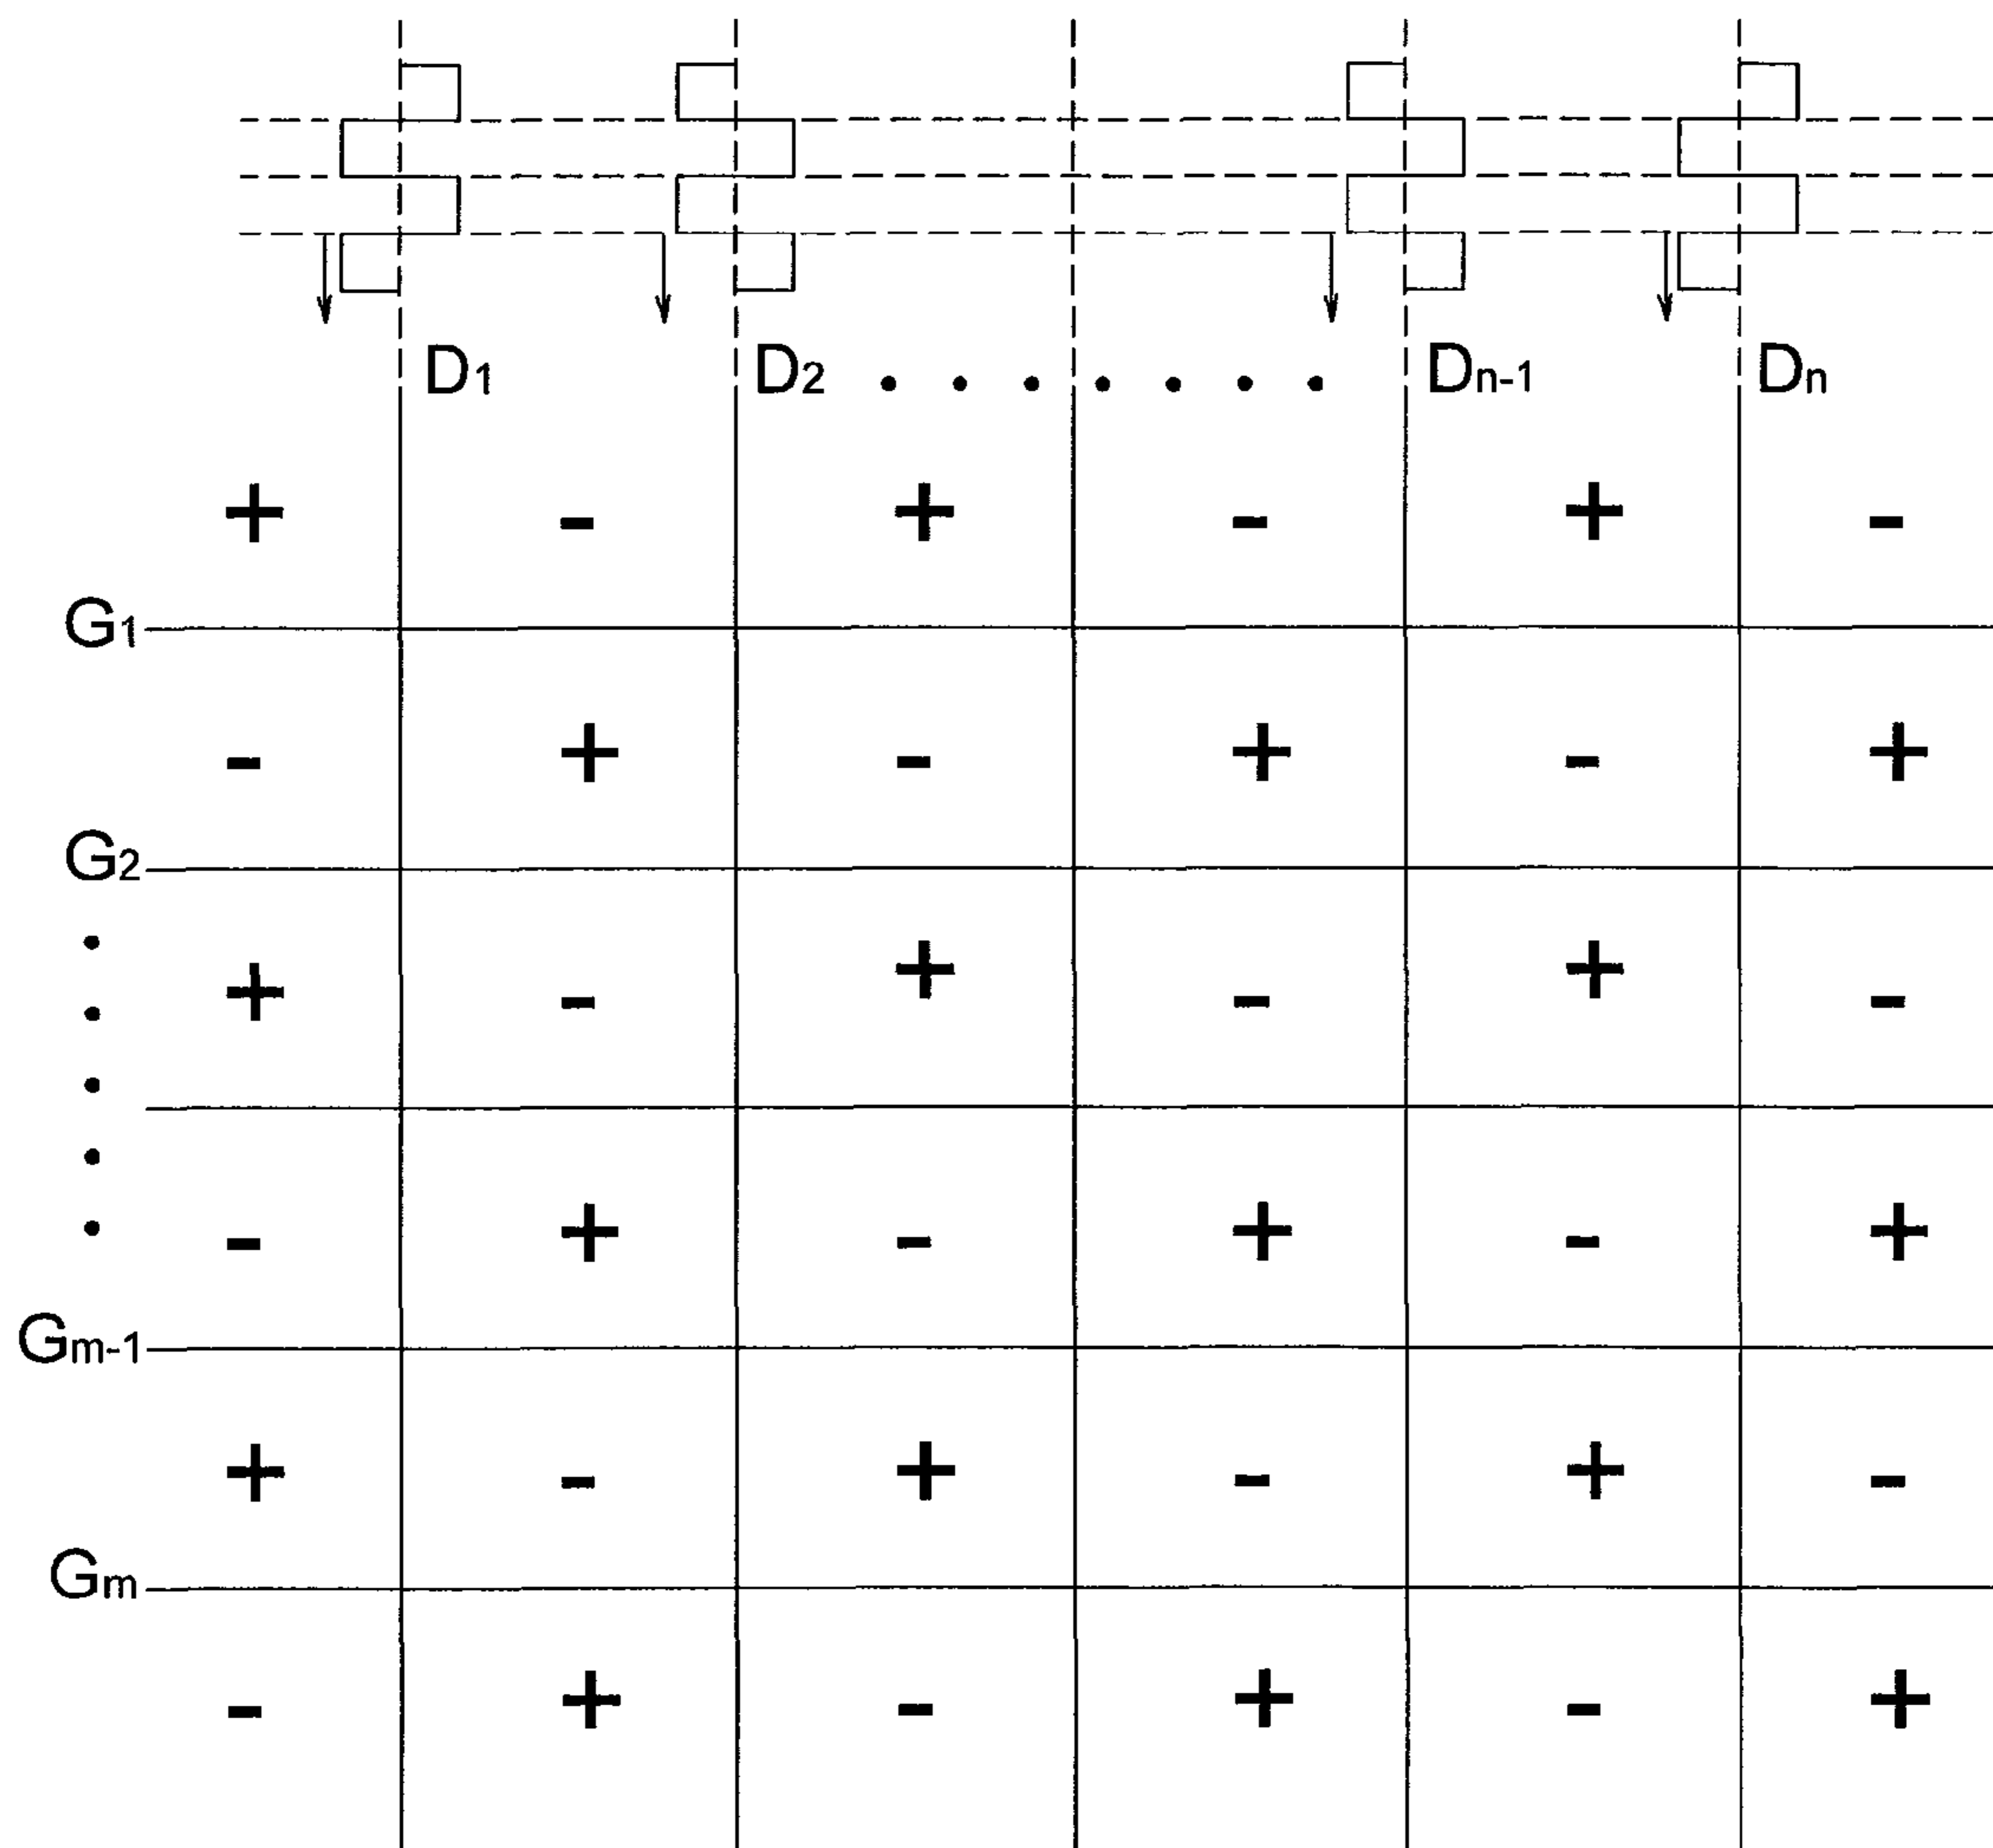 D1 D2 . . . . . . . Dn-1 Dn
+ - + - + -
G1
- + - + - +
G2
+ - + - + -
- + - + - +
Gm-1
+ - + - + -
Gm
- + - + - +